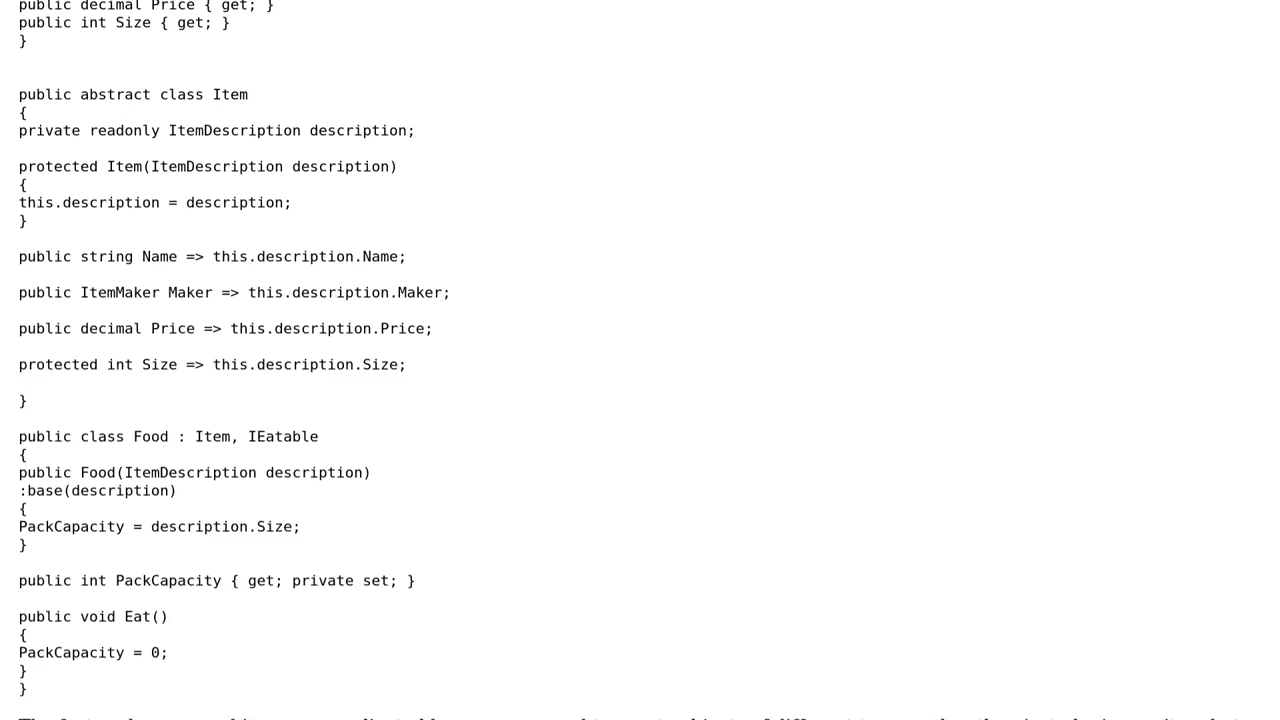 public decimal Price { get; }
public int Size { get; }
}
public abstract class Item
{
private readonly ItemDescription description;
protected Item(ItemDescription description)
{
this.description = description;
}
public string Name => this.description.Name;
public ItemMaker Maker => this.description.Maker;
public decimal Price => this.description.Price;
protected int Size => this.description.Size;
}
public class Food : Item, IEatable
{
public Food(ItemDescription description)
:base(description)
{
PackCapacity = description.Size;
}
public int PackCapacity { get; private set; }
public void Eat()
{
PackCapacity = 0;
}
}